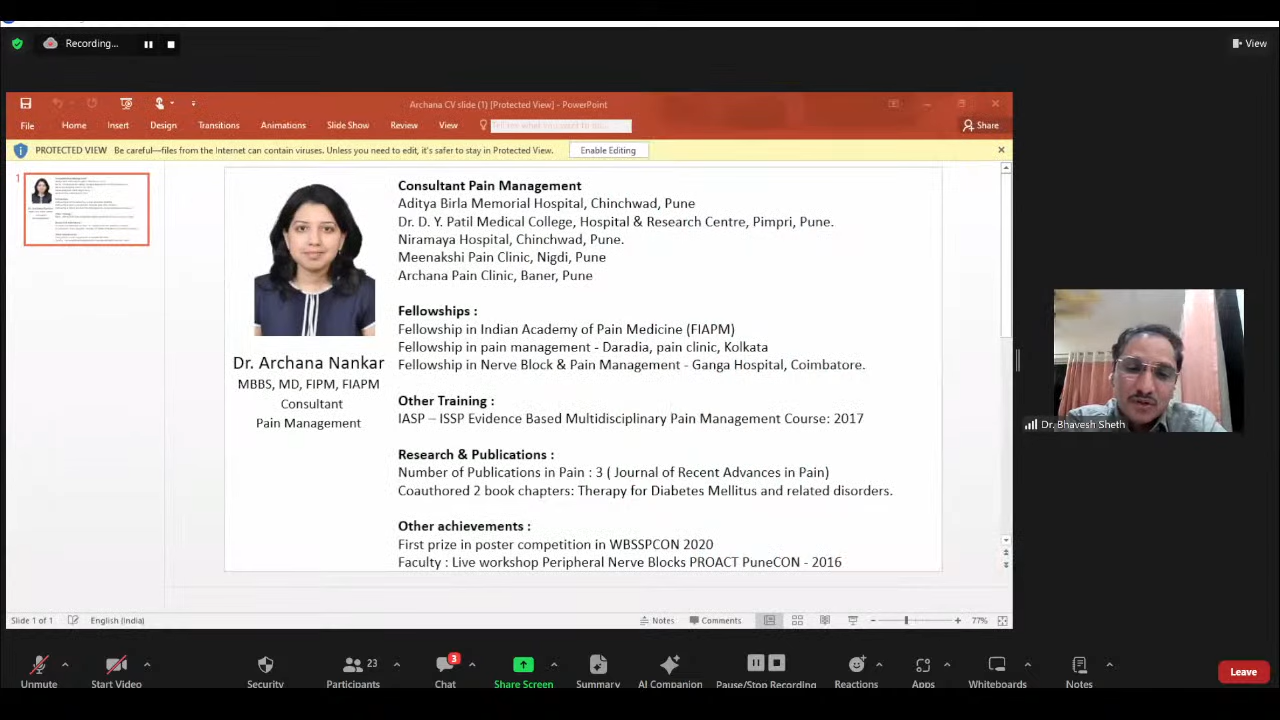 Recording...
View
Archana CV slide (1) [Protected View] - PowerPoint
File Home Insert Design Transitions Animations Slide Show Review View
Share
PROTECTED VIEW Be careful—files from the Internet can contain viruses. Unless you need to edit, it's safer to stay in Protected View. Enable Editing
1
Dr. Archana Nankar
MBBS, MD, FIPM, FIAPM
Consultant
Pain Management
Consultant Pain Management
Aditya Birla Memorial Hospital, Chinchwad, Pune
Dr. D. Y. Patil Medical College, Hospital & Research Centre, Pimpri, Pune.
Niramaya Hospital, Chinchwad, Pune.
Meenakshi Pain Clinic, Nigdi, Pune
Archana Pain Clinic, Baner, Pune
Fellowships :
Fellowship in Indian Academy of Pain Medicine (FIAPM)
Fellowship in pain management - Daradia, pain clinic, Kolkata
Fellowship in Nerve Block & Pain Management - Ganga Hospital, Coimbatore.
Other Training :
IASP – ISSP Evidence Based Multidisciplinary Pain Management Course: 2017
Research & Publications :
Number of Publications in Pain : 3 ( Journal of Recent Advances in Pain)
Coauthored 2 book chapters: Therapy for Diabetes Mellitus and related disorders.
Other achievements :
First prize in poster competition in WBSSPCON 2020
Faculty : Live workshop Peripheral Nerve Blocks PROACT PuneCON - 2016
Dr. Bhavesh Sheth
Slide 1 of 1 English (India) Notes Comments 77%
Unmute Start Video Security Participants 23 Chat 3 Share Screen Summary AI Companion Pause/Stop Recording Reactions Apps Whiteboards Notes Leave